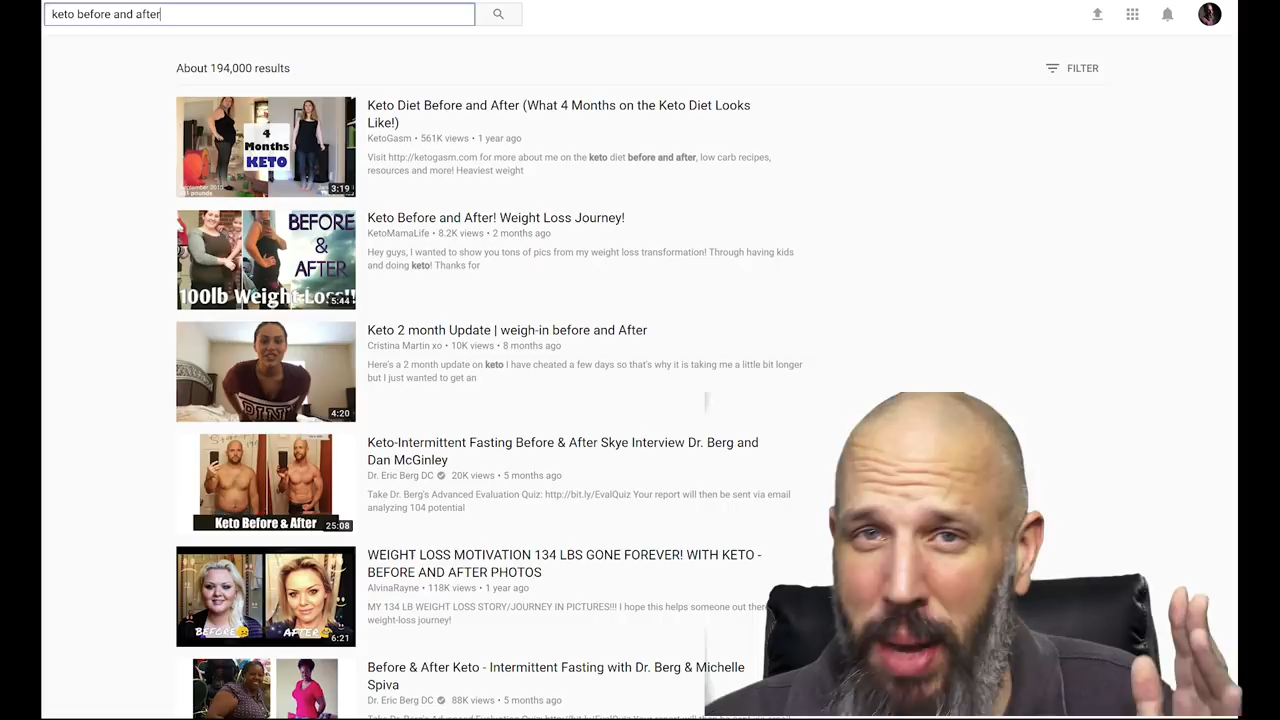 keto before and after
About 194,000 results
FILTER
Keto Diet Before and After (What 4 Months on the Keto Diet Looks
Like!)
KetoGasm • 561K views • 1 year ago
Visit http://ketogasm.com for more about me on the keto diet before and after, low carb recipes,
resources and more! Heaviest weight
4
Months
KETO
3:19
Keto Before and After! Weight Loss Journey!
KetoMamaLife • 8.2K views • 2 months ago
Hey guys, I wanted to show you tons of pics from my weight loss transformation! Through having kids
and doing keto! Thanks for
BEFORE
&
AFTER
100lb Weight Loss!!
5:44
Keto 2 month Update | weigh-in before and After
Cristina Martin xo • 10K views • 8 months ago
Here's a 2 month update on keto i have cheated a few days so that's why it is taking me a little bit longer
but I just wanted to get an
PINK
4:20
Keto-Intermittent Fasting Before & After Skye Interview Dr. Berg and
Dan McGinley
Dr. Eric Berg DC 20K views • 5 months ago
Take Dr. Berg's Advanced Evaluation Quiz: http://bit.ly/EvalQuiz Your report will then be sent via email
analyzing 104 potential
Keto Before & After
25:08
WEIGHT LOSS MOTIVATION 134 LBS GONE FOREVER! WITH KETO -
BEFORE AND AFTER PHOTOS
AlvinaRayne • 118K views • 1 year ago
MY 134 LB WEIGHT LOSS STORY/JOURNEY IN PICTURES!!! I hope this helps someone out there
weight-loss journey!
BEFORE AFTER
6:21
Before & After Keto - Intermittent Fasting with Dr. Berg & Michelle
Spiva
Dr. Eric Berg DC 88K views • 5 months ago